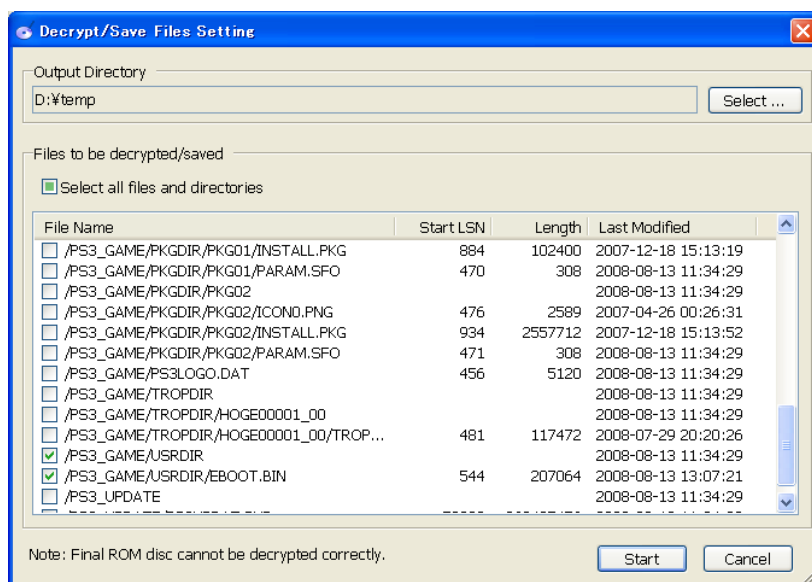 Decrypt/Save Files Setting
Output Directory
D:¥temp
Select ...
Files to be decrypted/saved
Select all files and directories
File Name Start LSN Length Last Modified
/PS3_GAME/PKGDIR/PKG01/INSTALL.PKG 884 102400 2007-12-18 15:13:19
/PS3_GAME/PKGDIR/PKG01/PARAM.SFO 470 308 2008-08-13 11:34:29
/PS3_GAME/PKGDIR/PKG02 2008-08-13 11:34:29
/PS3_GAME/PKGDIR/PKG02/ICON0.PNG 476 2589 2007-04-26 00:26:31
/PS3_GAME/PKGDIR/PKG02/INSTALL.PKG 934 2557712 2007-12-18 15:13:52
/PS3_GAME/PKGDIR/PKG02/PARAM.SFO 471 308 2008-08-13 11:34:29
/PS3_GAME/PS3LOGO.DAT 456 5120 2008-08-13 11:34:29
/PS3_GAME/TROPDIR 2008-08-13 11:34:29
/PS3_GAME/TROPDIR/HOGE00001_00 2008-08-13 11:34:29
/PS3_GAME/TROPDIR/HOGE00001_00/TROP... 481 117472 2008-07-29 20:20:26
/PS3_GAME/USRDIR 2008-08-13 11:34:29
/PS3_GAME/USRDIR/EBOOT.BIN 544 207064 2008-08-13 13:07:21
/PS3_UPDATE 2008-08-13 11:34:29
Note: Final ROM disc cannot be decrypted correctly.
Start
Cancel